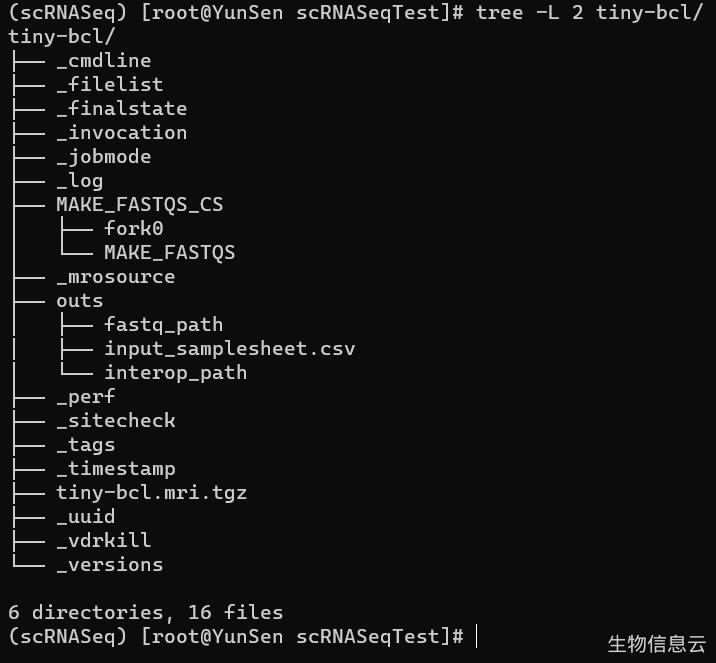 (scRNASeq) [root@YunSen scRNASeqTest]# tree -L 2 tiny-bcl/
tiny-bcl/
├── _cmdline
├── _filelist
├── _finalstate
├── _invocation
├── _jobmode
├── _log
├── MAKE_FASTQS_CS
│   ├── fork0
│   └── MAKE_FASTQS
├── _mrosource
├── outs
│   ├── fastq_path
│   ├── input_samplesheet.csv
│   └── interop_path
├── _perf
├── _sitecheck
├── _tags
├── _timestamp
├── tiny-bcl.mri.tgz
├── _uuid
├── _vdrkill
└── _versions

6 directories, 16 files
(scRNASeq) [root@YunSen scRNASeqTest]#
生物信息云